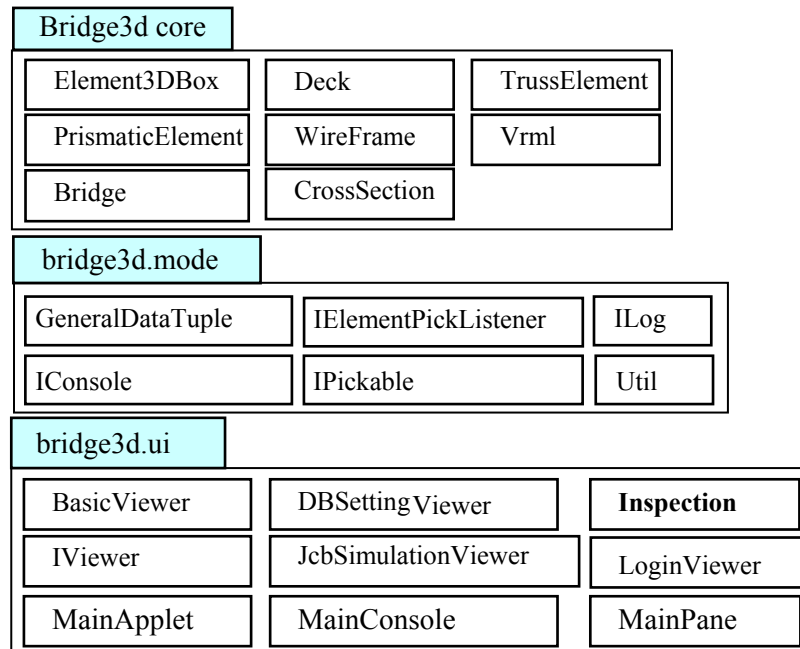 Bridge3d core
Element3DBox Deck TrussElement
PrismaticElement WireFrame Vrml
Bridge CrossSection
bridge3d.mode
GeneralDataTuple IElementPickListener ILog
IConsole IPickable Util
bridge3d.ui
BasicViewer DBSettingViewer Inspection
IViewer JcbSimulationViewer LoginViewer
MainApplet MainConsole MainPane